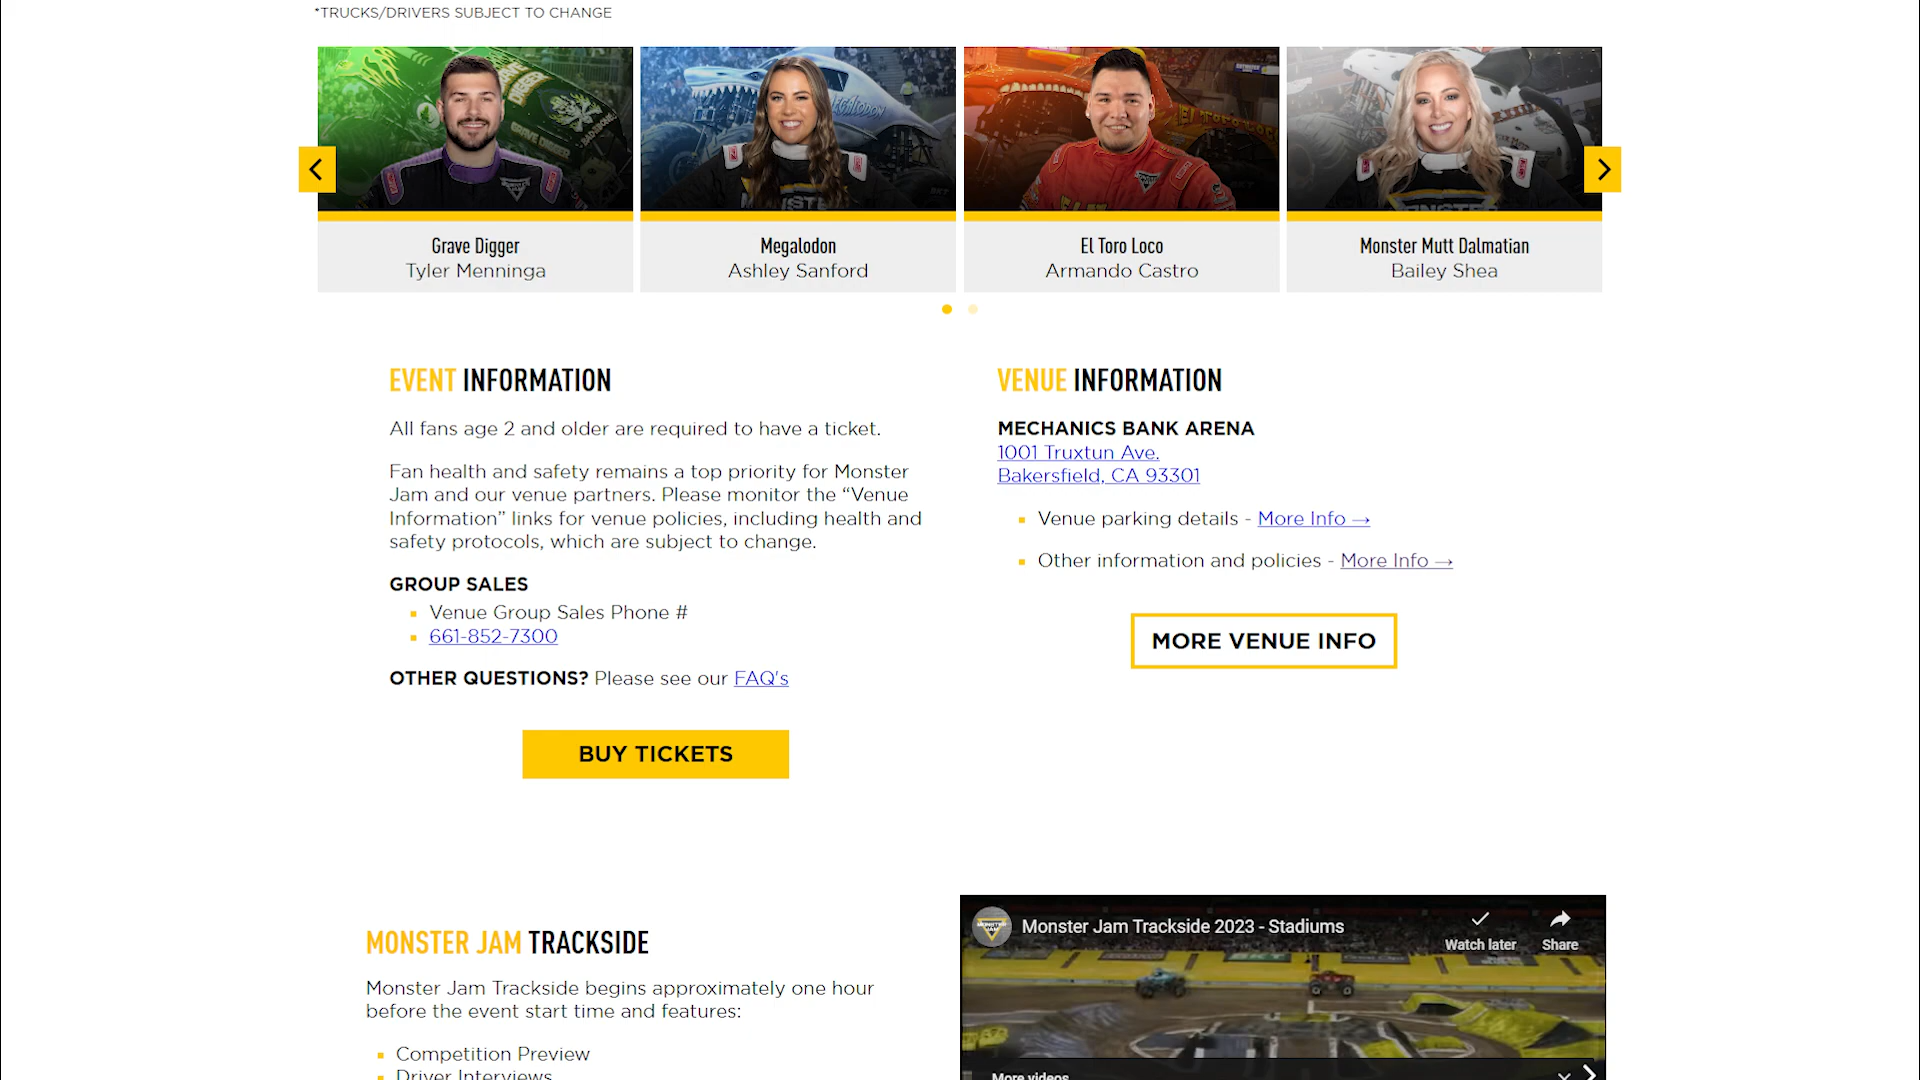 *TRUCKS/DRIVERS SUBJECT TO CHANGE
Grave Digger
Tyler Menninga
Megalodon
Ashley Sanford
El Toro Loco
Armando Castro
Monster Mutt Dalmatian
Bailey Shea
EVENT INFORMATION
All fans age 2 and older are required to have a ticket.
Fan health and safety remains a top priority for Monster
Jam and our venue partners. Please monitor the “Venue
Information” links for venue policies, including health and
safety protocols, which are subject to change.
GROUP SALES
Venue Group Sales Phone #
661-852-7300
OTHER QUESTIONS? Please see our FAQ's
BUY TICKETS
VENUE INFORMATION
MECHANICS BANK ARENA
1001 Truxtun Ave.
Bakersfield, CA 93301
Venue parking details - More Info →
Other information and policies - More Info →
MORE VENUE INFO
MONSTER JAM TRACKSIDE
Monster Jam Trackside begins approximately one hour
before the event start time and features:
Competition Preview
Driver Interviews
Monster Jam Trackside 2023 - Stadiums
Watch later
Share
More videos